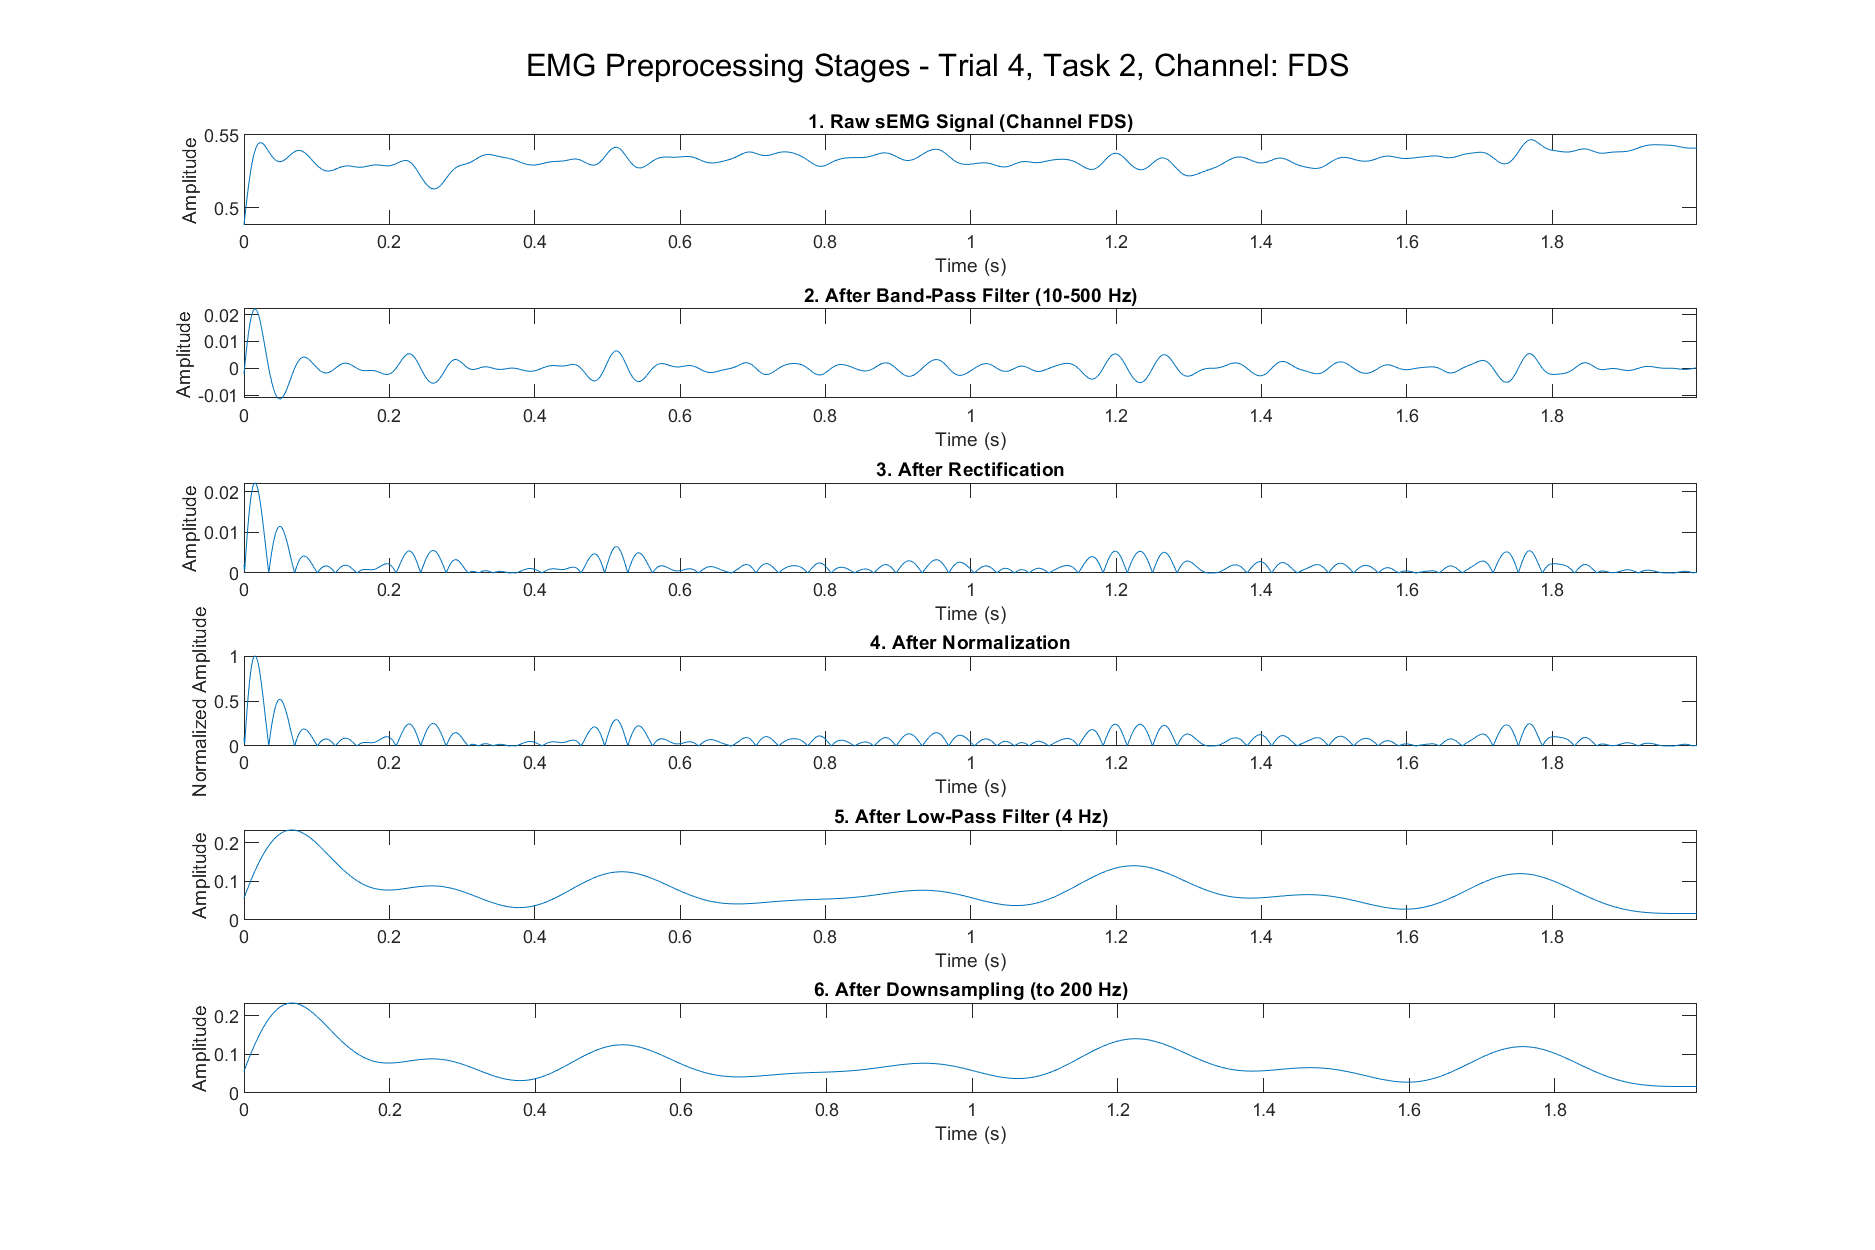 EMG Preprocessing Stages - Trial 4, Task 2, Channel: FDS
1. Raw sEMG Signal (Channel FDS)
Amplitude
0.55
0.5
0 0.2 0.4 0.6 0.8 1 1.2 1.4 1.6 1.8
Time (s)
2. After Band-Pass Filter (10-500 Hz)
Amplitude
0.02
0.01
0
-0.01
0 0.2 0.4 0.6 0.8 1 1.2 1.4 1.6 1.8
Time (s)
3. After Rectification
Amplitude
0.02
0.01
0
0 0.2 0.4 0.6 0.8 1 1.2 1.4 1.6 1.8
Time (s)
4. After Normalization
Normalized Amplitude
1
0.5
0
0 0.2 0.4 0.6 0.8 1 1.2 1.4 1.6 1.8
Time (s)
5. After Low-Pass Filter (4 Hz)
Amplitude
0.2
0.1
0
0 0.2 0.4 0.6 0.8 1 1.2 1.4 1.6 1.8
Time (s)
6. After Downsampling (to 200 Hz)
Amplitude
0.2
0.1
0
0 0.2 0.4 0.6 0.8 1 1.2 1.4 1.6 1.8
Time (s)